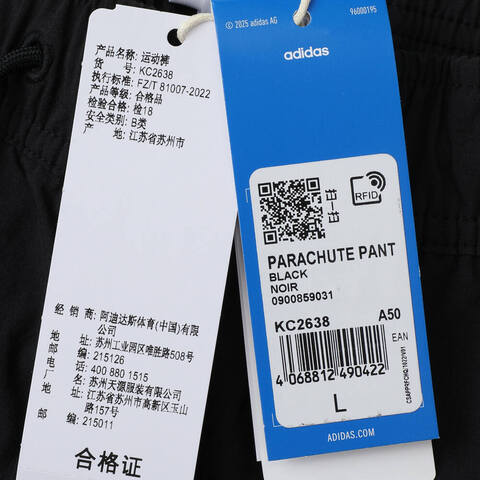 产品名称: 运动裤
货 号: KC2638
执行标准: FZ/T 81007-2022
产品等级: 合格品
检验合格: 检18
安全类别: B类
产 地: 江苏省苏州市
经 销 商: 阿迪达斯体育(中国)有限
公司
地 址: 苏州工业园区唯胜路508号
邮 编: 215126
电 话: 400 880 1515
名 称: 苏州天源服装有限公司
地 址: 江苏省苏州市高新区玉山
路157号
邮 编: 215011
合格证
© 2025 adidas AG
96000195
adidas
RFID
PARACHUTE PANT
BLACK
NOIR
0900859031
KC2638 A50
EAN
4 068812 490422
L
ADIDAS.COM